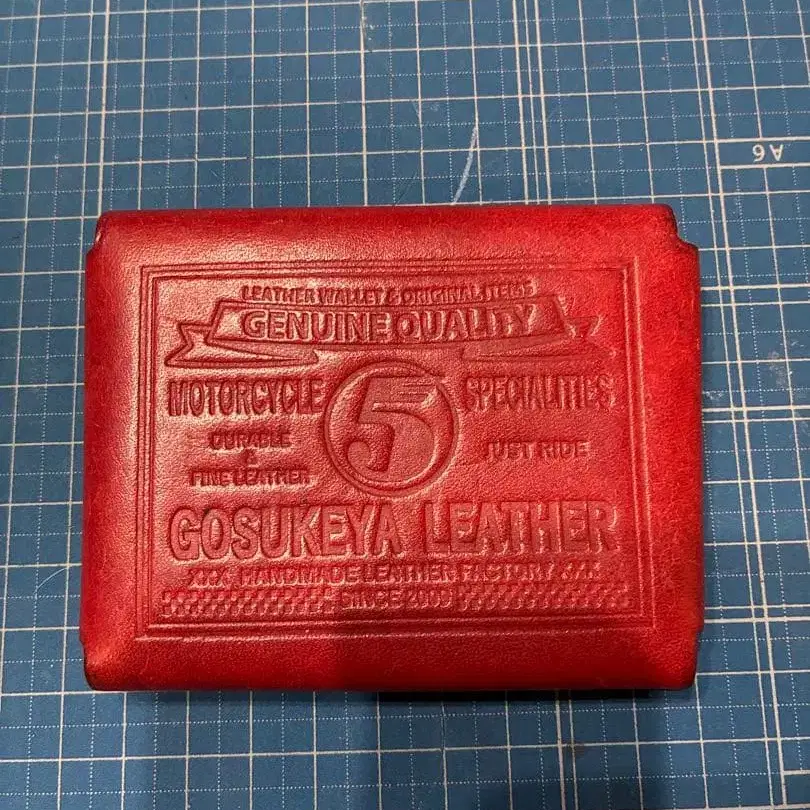 LEATHER WALLET & ORIGINAL ITEMS
GENUINE QUALITY
MOTORCYCLE 5 SPECIALITIES
DURABLE
&
FINE LEATHER
JUST RIDE
GOSUKEYA LEATHER
XXX HANDMADE LEATHER FACTORY XXX
SINCE 2009
A6